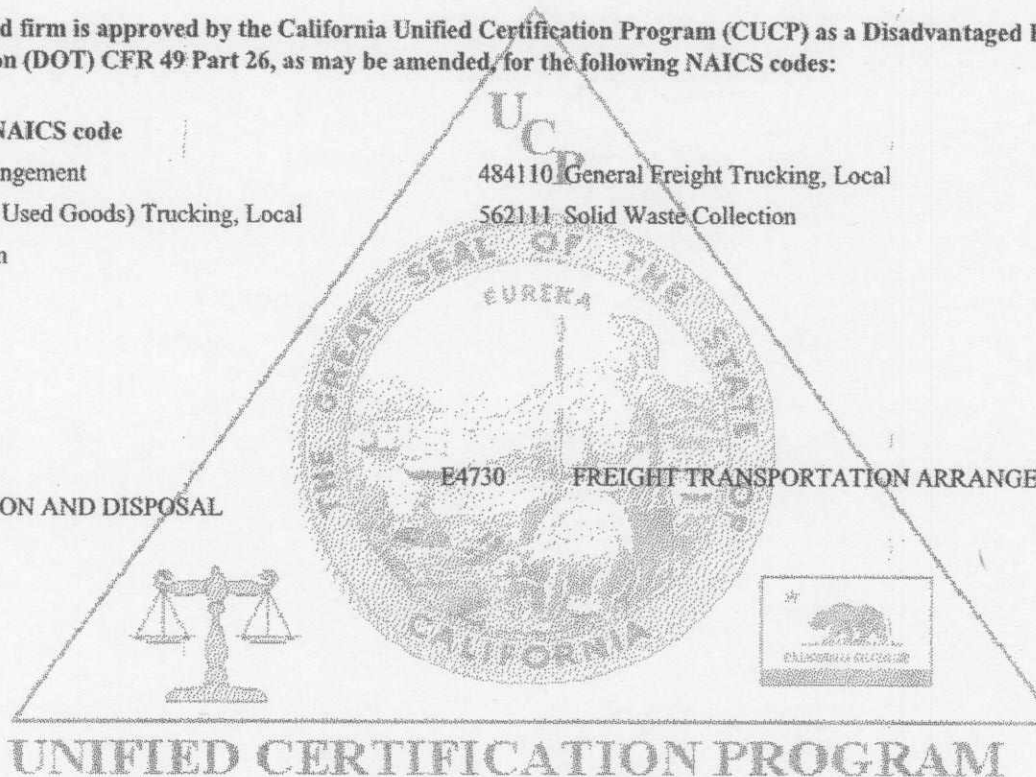 d firm is approved by the California Unified Certification Program (CUCP) as a Disadvantaged
on (DOT) CFR 49 Part 26, as may be amended, for the following NAICS codes:
NAICS code
UCP
ngement 484110 General Freight Trucking, Local
Used Goods) Trucking, Local 562111 Solid Waste Collection
n
THE GREAT SEAL OF THE STATE OF CALIFORNIA
EUREKA
E4730 FREIGHT TRANSPORTATION ARRANGE
ON AND DISPOSAL
CALIFORNIA REPUBLIC
UNIFIED CERTIFICATION PROGRAM